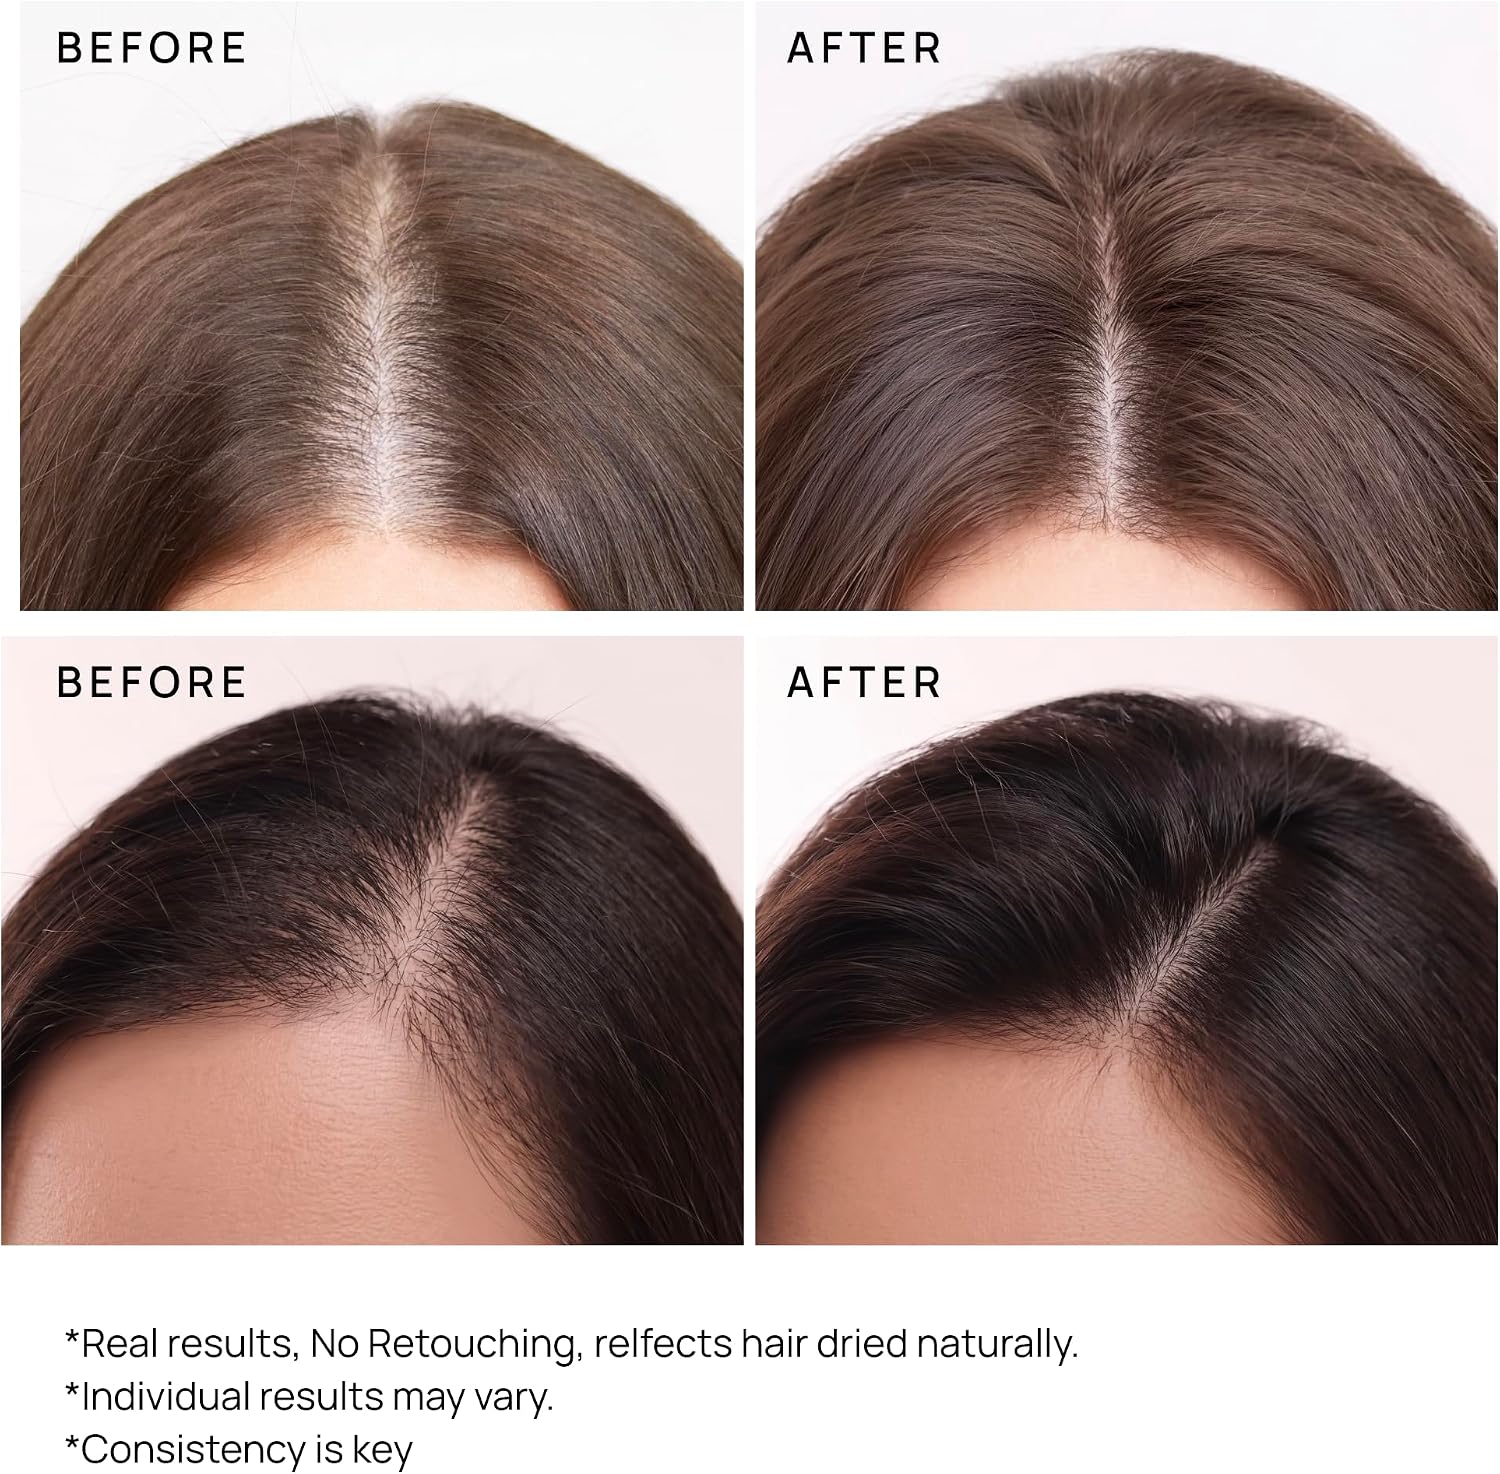 BEFORE
AFTER
BEFORE
AFTER
*Real results, No Retouching, relfects hair dried naturally.
*Individual results may vary.
*Consistency is key